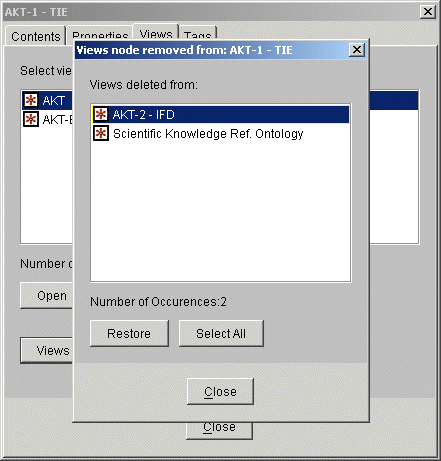 AKT-1 - TIE
Contents Properties Views Tags
Views node removed from: AKT-1 - TIE
Select
Views deleted from:
AKT
AKT-2 - IFD
Scientific Knowledge Ref. Ontology
Number
Number of Occurences:2
Open
Restore Select All
Views
Close
Close